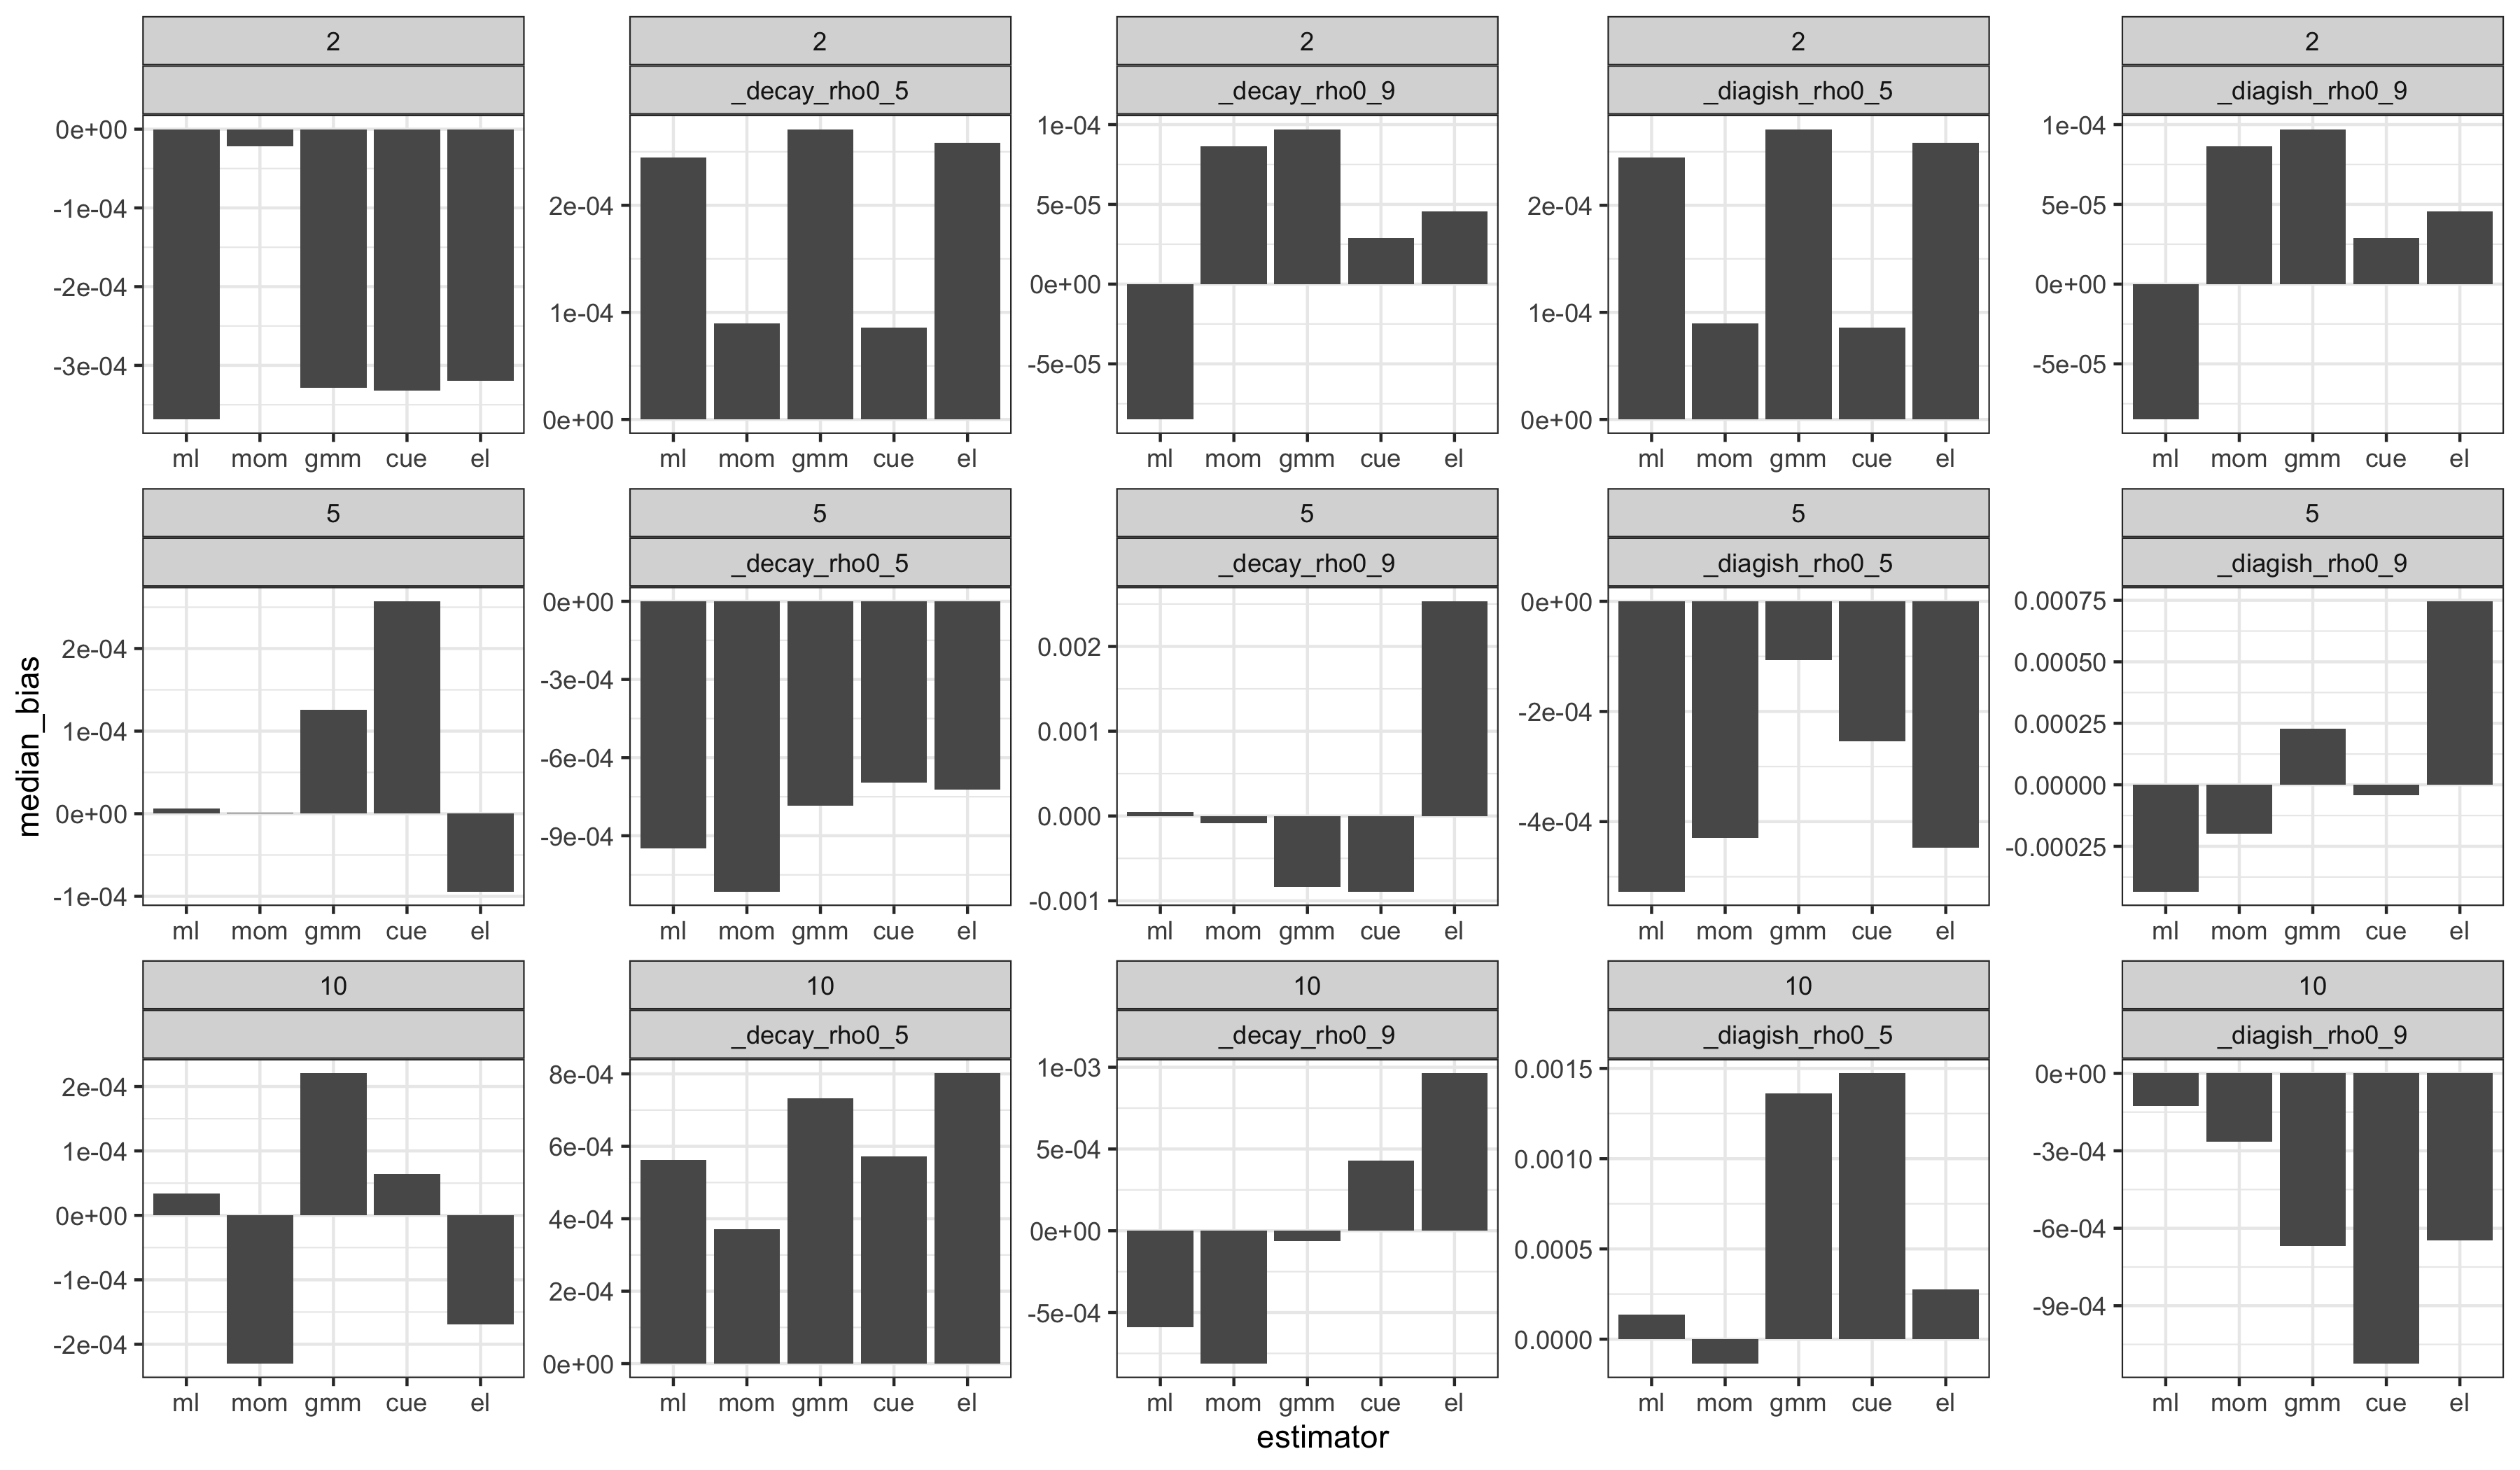 2
2
2
2
2
_decay_rho0_5
_decay_rho0_9
_diagish_rho0_5
_diagish_rho0_9
0e+00
-1e-04
-2e-04
-3e-04
2e-04
1e-04
0e+00
1e-04
5e-05
0e+00
-5e-05
2e-04
1e-04
0e+00
1e-04
5e-05
0e+00
-5e-05
ml mom gmm cue el
ml mom gmm cue el
ml mom gmm cue el
ml mom gmm cue el
ml mom gmm cue el
5
5
5
5
5
_decay_rho0_5
_decay_rho0_9
_diagish_rho0_5
_diagish_rho0_9
median_bias
2e-04
1e-04
0e+00
-1e-04
0e+00
-3e-04
-6e-04
-9e-04
0.002
0.001
0.000
-0.001
0e+00
-2e-04
-4e-04
0.00075
0.00050
0.00025
0.00000
-0.00025
ml mom gmm cue el
ml mom gmm cue el
ml mom gmm cue el
ml mom gmm cue el
ml mom gmm cue el
10
10
10
10
10
_decay_rho0_5
_decay_rho0_9
_diagish_rho0_5
_diagish_rho0_9
2e-04
1e-04
0e+00
-1e-04
-2e-04
8e-04
6e-04
4e-04
2e-04
0e+00
1e-03
5e-04
0e+00
-5e-04
0.0015
0.0010
0.0005
0.0000
0e+00
-3e-04
-6e-04
-9e-04
ml mom gmm cue el
ml mom gmm cue el
ml mom gmm cue el
ml mom gmm cue el
ml mom gmm cue el
estimator